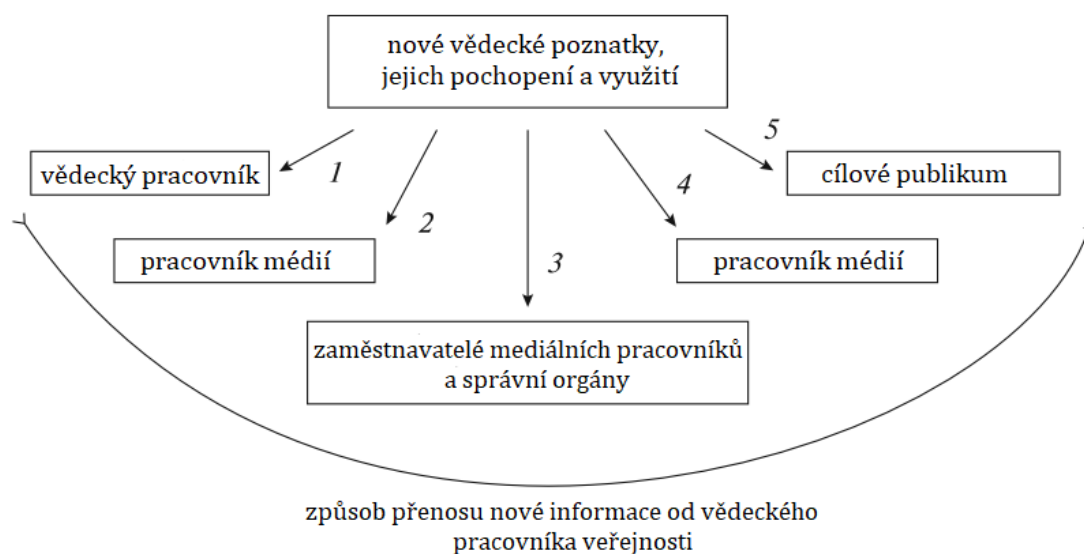 nové vědecké poznatky,
jejich pochopení a využití
1
2
3
4
5
vědecký pracovník
cílové publikum
pracovník médií
pracovník médií
zaměstnavatelé mediálních pracovníků
a správní orgány
způsob přenosu nové informace od vědeckého
pracovníka veřejnosti